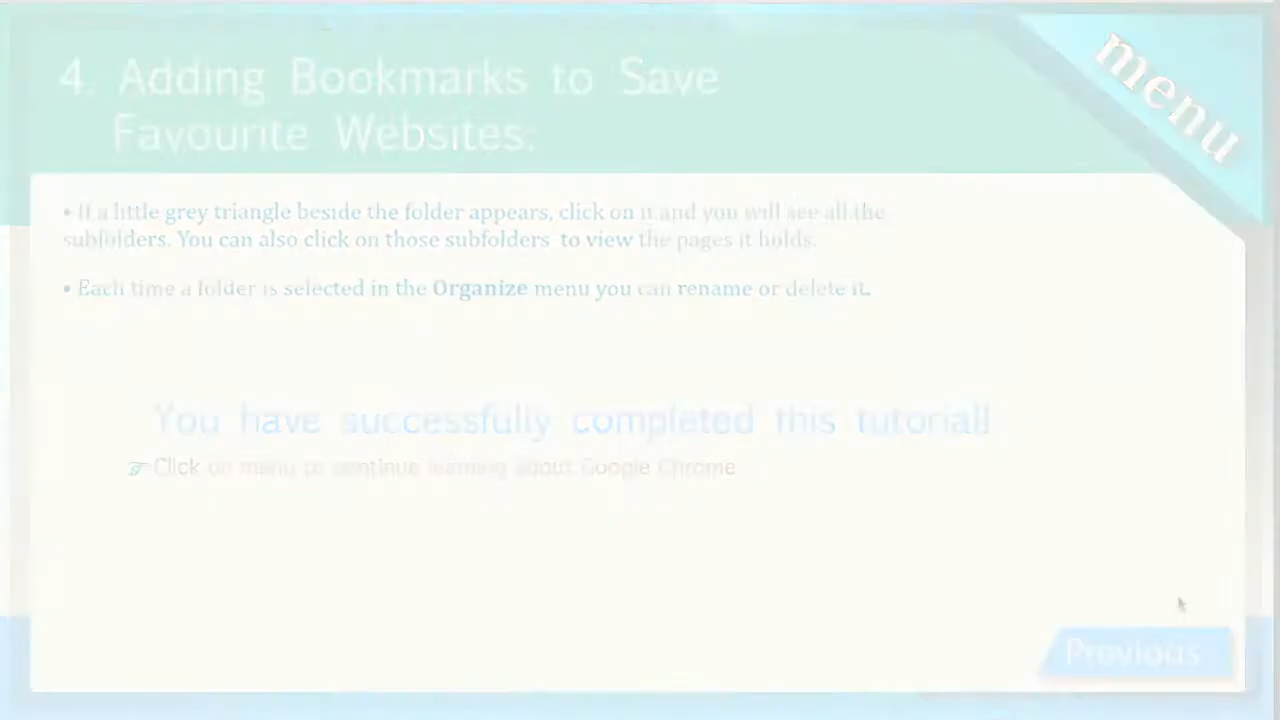 4. Adding Bookmarks to Save
Favourite Websites:
menu
• If a little grey triangle beside the folder appears, click on it and you will see all the
subfolders. You can also click on those subfolders to view the pages it holds.
• Each time a folder is selected in the Organize menu you can rename or delete it.
You have successfully completed this tutorial!
☞ Click on menu to continue learning about Google Chrome
Previous